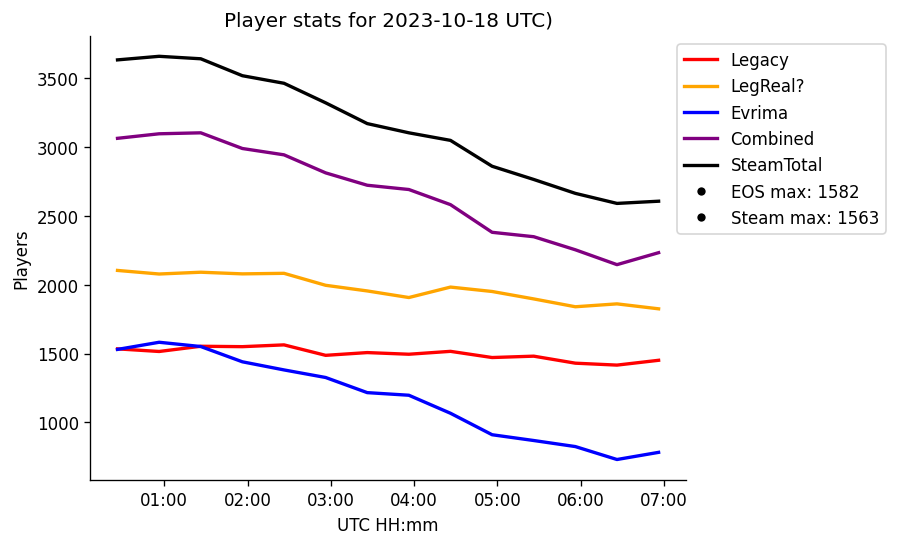 Player stats for 2023-10-18 UTC)
Legacy
LegReal?
Evrima
Combined
SteamTotal
EOS max: 1582
Steam max: 1563
Players
3500
3000
2500
2000
1500
1000
01:00 02:00 03:00 04:00 05:00 06:00 07:00
UTC HH:mm